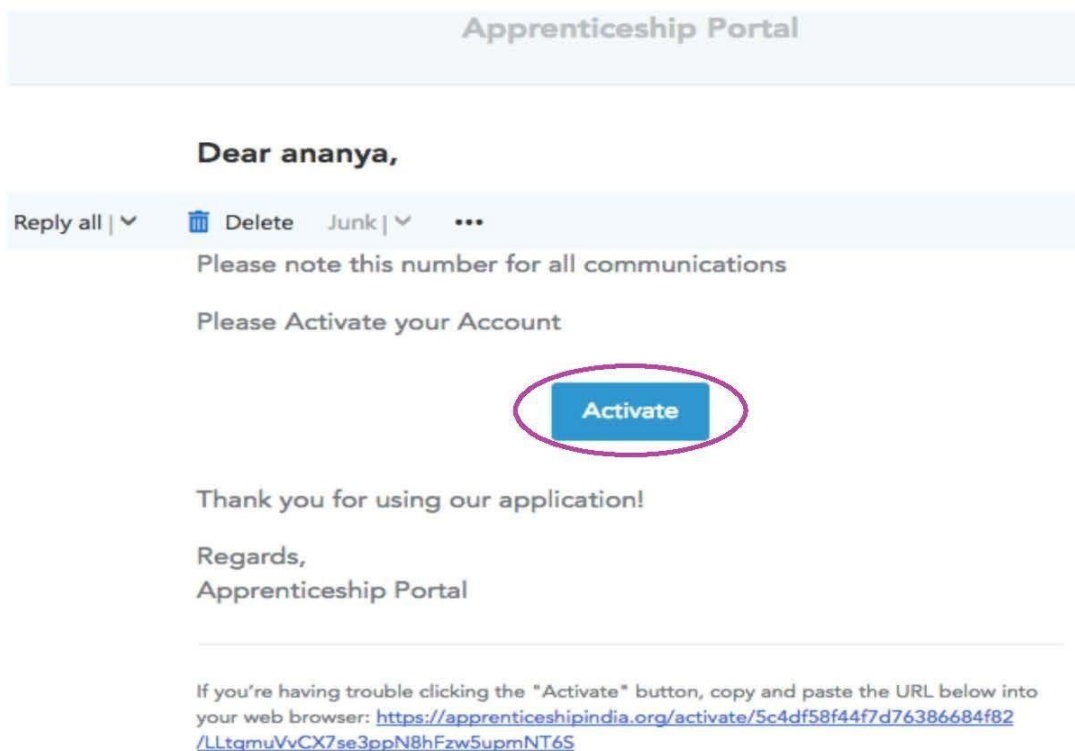 Apprenticeship Portal
Dear ananya,
Reply all | Delete Junk | •••
Please note this number for all communications
Please Activate your Account
Activate
Thank you for using our application!
Regards,
Apprenticeship Portal
If you're having trouble clicking the "Activate" button, copy and paste the URL below into
your web browser: https://apprenticeshipindia.org/activate/5c4df58f44f7d76386684f82
/LLtqmuVvCX7se3ppN8hFzw5upmNT6S